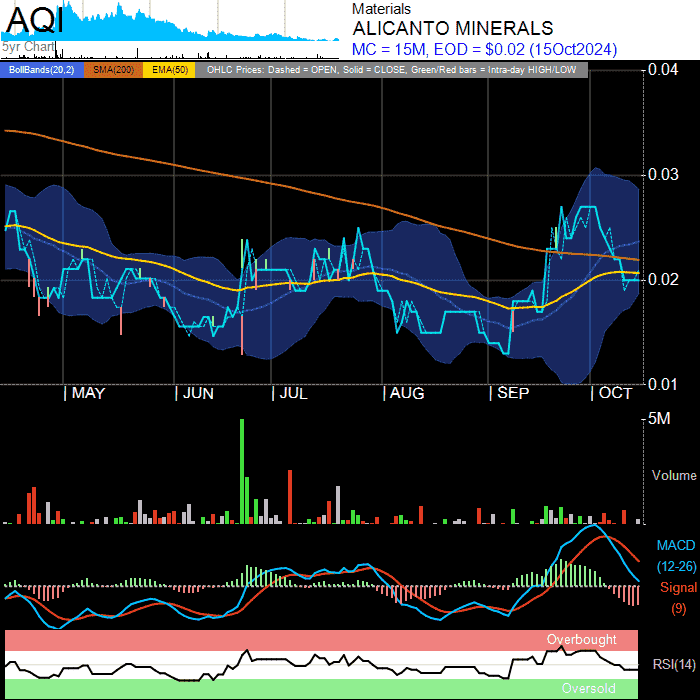 AQI
5yr Chart
Materials
ALICANTO MINERALS
MC = 15M, EOD = $0.02 (15Oct2024)
BollBands(20,2) SMA(200) EMA(50) OHLC Prices: Dashed = OPEN, Solid = CLOSE, Green/Red bars = Intra-day HIGH/LOW
0.04
0.03
0.02
0.01
| MAY | JUN | JUL | AUG | SEP | OCT
5M
Volume
MACD
(12-26)
Signal
(9)
Overbought
RSI(14)
Oversold